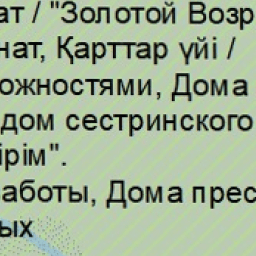 ат / "Золотой Возр
нат, Қарттар үйі /
ожностями, Дома
дом сестринского
ірім".
аботы, Дома прес
ых